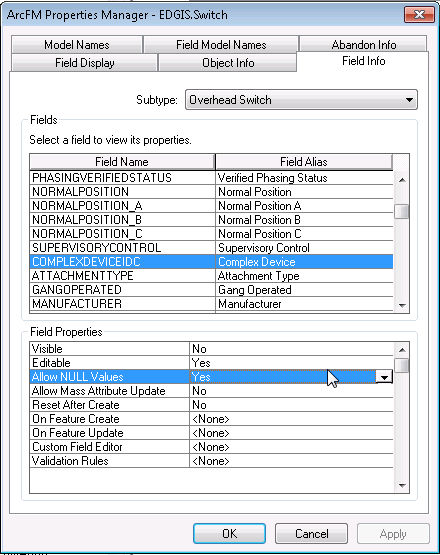 ArcFM Properties Manager - EDGIS.Switch
Model Names Field Model Names Abandon Info
Field Display Object Info Field Info
Subtype: Overhead Switch
Fields
Select a field to view its properties.
Field Name Field Alias
PHASINGVERIFIEDSTATUS Verified Phasing Status
NORMALPOSITION Normal Position
NORMALPOSITION_A Normal Position A
NORMALPOSITION_B Normal Position B
NORMALPOSITION_C Normal Position C
SUPERVISORYCONTROL Supervisory Control
COMPLEXDEVICEIDC Complex Device
ATTACHMENTTYPE Attachment Type
GANGOPERATED Gang Operated
MANUFACTURER Manufacturer
Field Properties
Visible No
Editable Yes
Allow NULL Values Yes
Allow Mass Attribute Update No
Reset After Create No
On Feature Create <None>
On Feature Update <None>
Custom Field Editor <None>
Validation Rules <None>
OK Cancel Apply